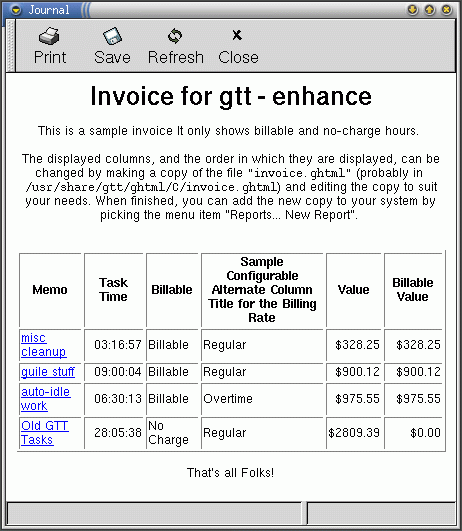 Journal
Print Save Refresh Close
Invoice for gtt - enhance
This is a sample invoice It only shows billable and no-charge hours.
The displayed columns, and the order in which they are displayed, can be
changed by making a copy of the file "invoice.ghtml" (probably in
/usr/share/gtt/ghtml/C/invoice.ghtml) and editing the copy to suit
your needs. When finished, you can add the new copy to your system by
picking the menu item "Reports... New Report".
Memo Task Time Billable Sample Configurable Alternate Column Title for the Billing Rate Value Billable Value
misc cleanup 03:16:57 Billable Regular $328.25 $328.25
guile stuff 09:00:04 Billable Regular $900.12 $900.12
auto-idle work 06:30:13 Billable Overtime $975.55 $975.55
Old GTT Tasks 28:05:38 No Charge Regular $2809.39 $0.00
That's all Folks!